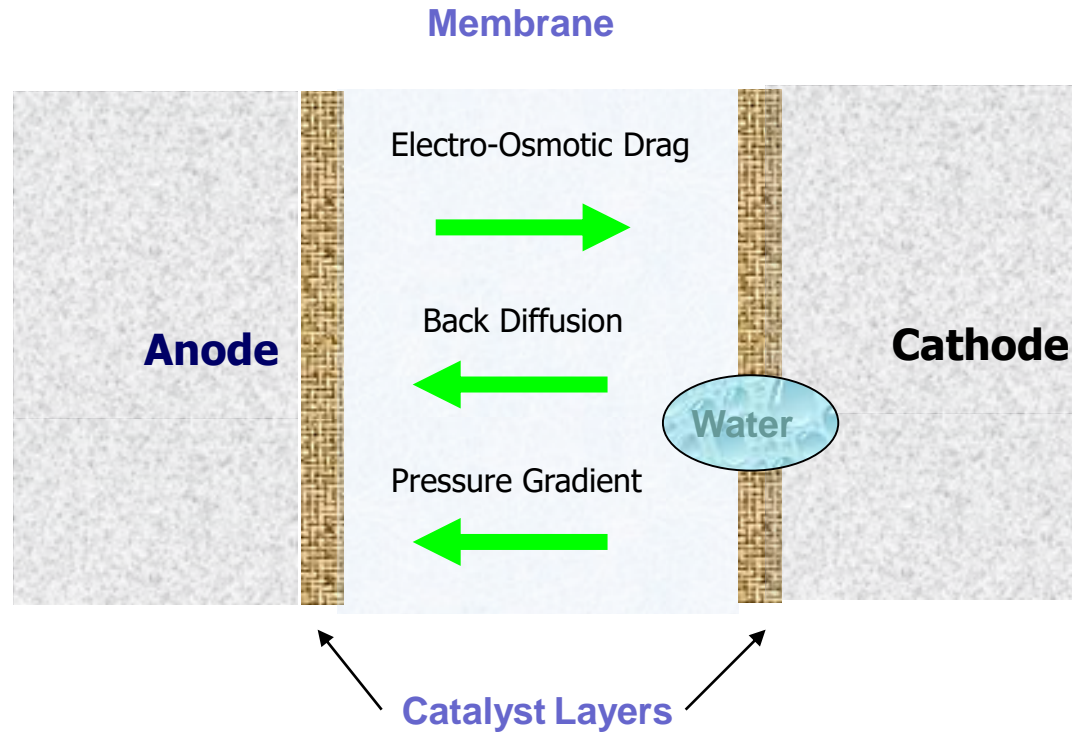 Membrane
Electro-Osmotic Drag
Back Diffusion
Anode
Cathode
Water
Pressure Gradient
Catalyst Layers